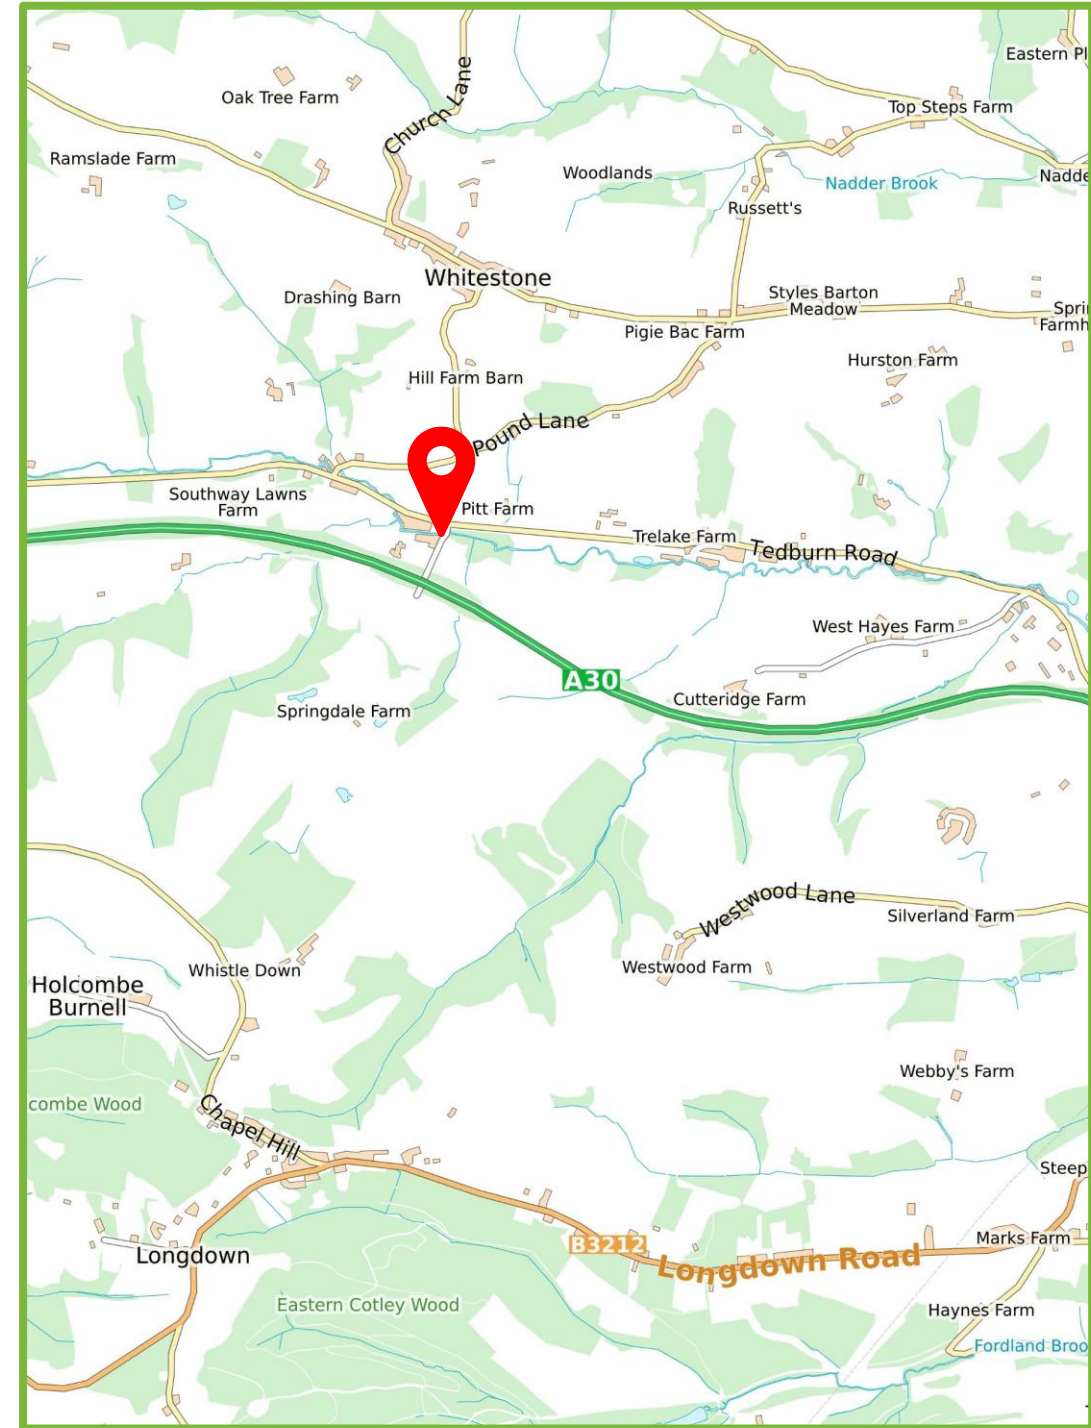 Eastern Pl
Oak Tree Farm
Church Lane
Top Steps Farm
Ramslade Farm
Woodlands
Nadder Brook
Nadde
Russett's
Whitestone
Drashing Barn
Styles Barton
Meadow
Spri
Farmh
Pigie Bac Farm
Hurston Farm
Hill Farm Barn
Pound Lane
Southway Lawns
Farm
Pitt Farm
Trelake Farm
Tedburn Road
West Hayes Farm
A30
Cutteridge Farm
Springdale Farm
Westwood Lane
Silverland Farm
Whistle Down
Westwood Farm
Holcombe
Burnell
Webby's Farm
combe Wood
Chapel Hill
Steep
Longdown
B3212
Longdown Road
Marks Farm
Eastern Cotley Wood
Haynes Farm
Fordland Broo